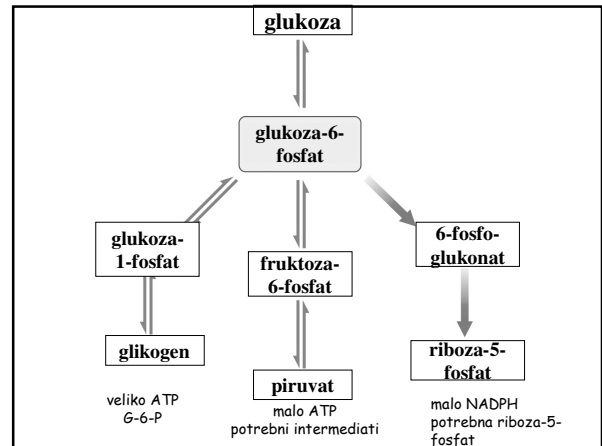 glukoza
glukoza-6-
fosfat
glukoza-
1-fosfat
fruktoza-
6-fosfat
6-fosfo-
glukonat
glikogen
piruvat
riboza-5-
fosfat
veliko ATP
G-6-P
malo ATP
potrebni intermediati
malo NADPH
potrebna riboza-5-
fosfat